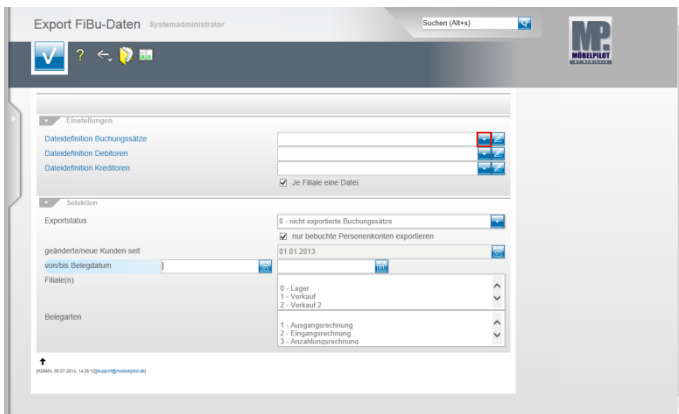 Export FiBu-Daten Systemadministrator
Suchen (Alt+s)
MP
MÖBELPILOT
Einstellungen
Dateidefinition Buchungssätze
Dateidefinition Debitoren
Dateidefinition Kreditoren
Je Filiale eine Datei
Selektion
Exportstatus
0 - nicht exportierte Buchungssätze
nur bebuchte Personenkonten exportieren
geänderte/neue Kunden seit
01.01.2013
von/bis Belegdatum
Filiale(n)
0 - Lager
1 - Verkauf
2 - Verkauf 2
Belegarten
1 - Ausgangsrechnung
2 - Eingangsrechnung
3 - Anzahlungsrechnung